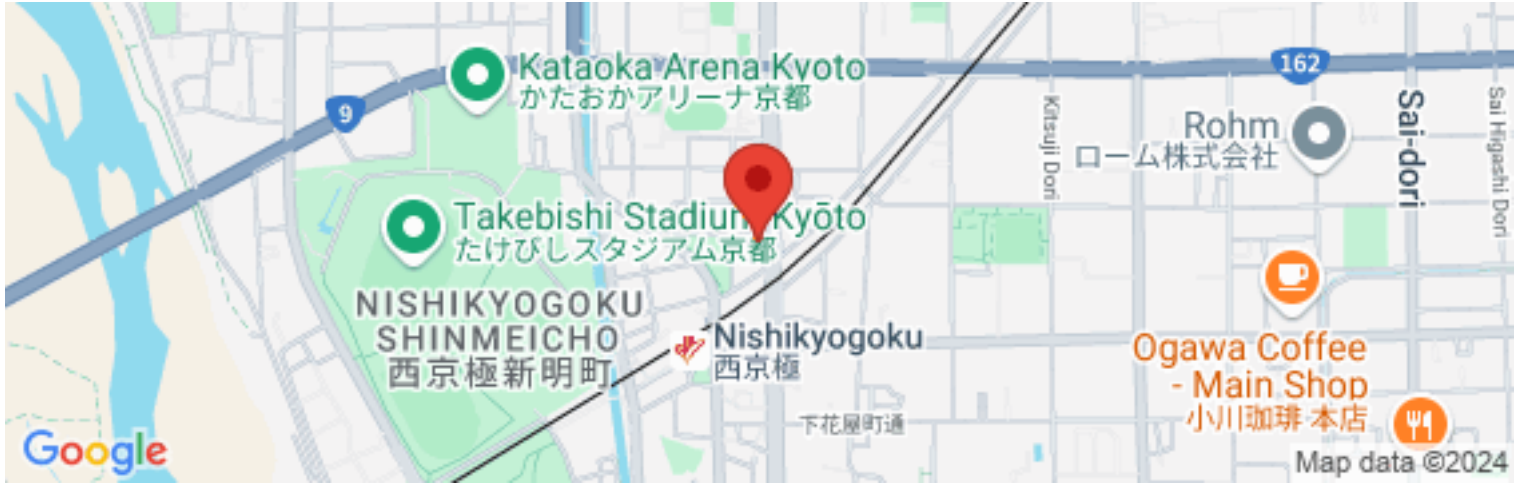 Kataoka Arena Kyoto
かたおかアリーナ京都
162
9
Kitsuji Dori
Rohm
ローム株式会社
Sai-dori
Sai Higashi Dori
Takebishi Stadium Kyōto
たけびしスタジアム京都
NISHIKYOGOKU
SHINMEICHO
西京極新明町
Nishikyogoku
西京極
Ogawa Coffee
- Main Shop
小川珈琲 本店
下花屋町通
Google
Map data ©2024